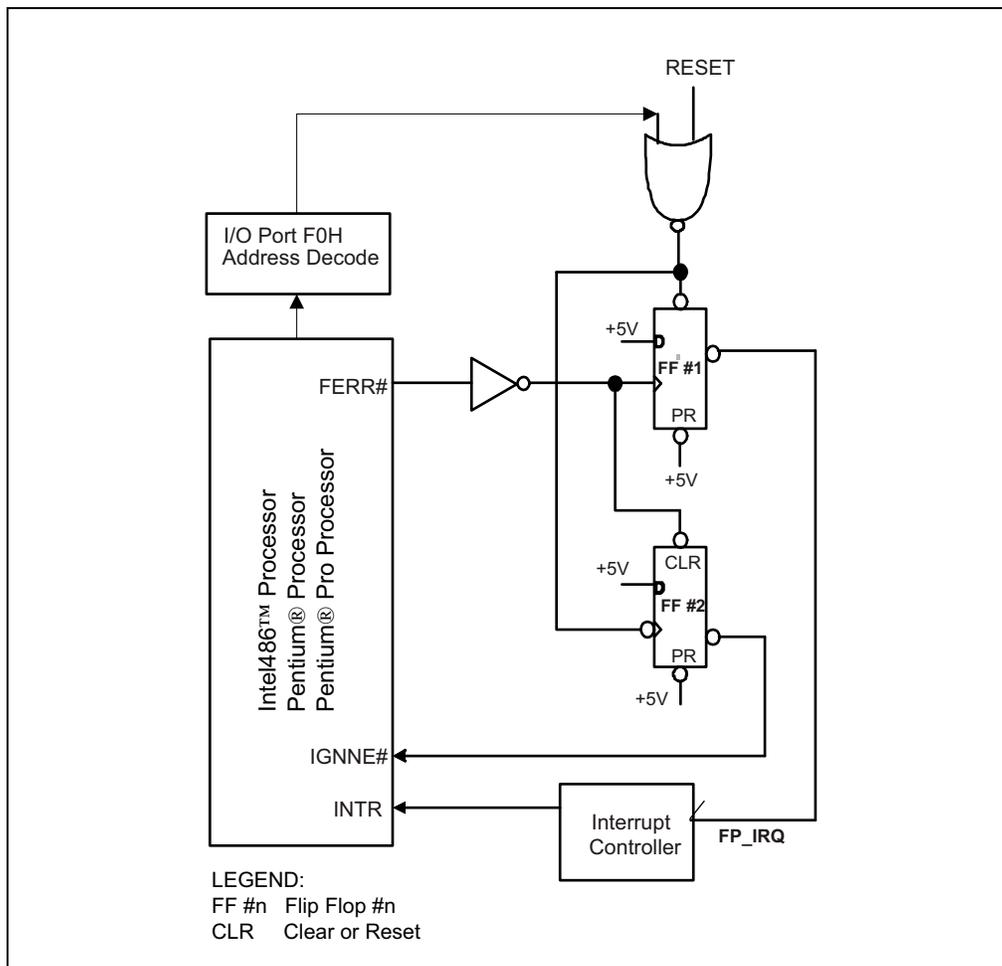 RESET
I/O Port F0H
Address Decode
+5V
FF #1
FERR#
PR
+5V
Intel486™ Processor
Pentium® Processor
Pentium® Pro Processor
CLR
+5V
FF #2
PR
+5V
IGNNE#
INTR
Interrupt
Controller
FP_IRQ
LEGEND:
FF #n Flip Flop #n
CLR Clear or Reset